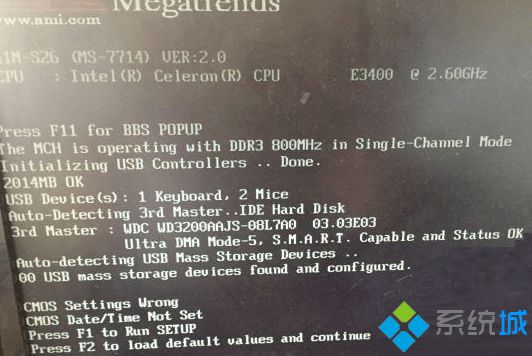 Megatrends
www.ami.com
1M-S26 (MS-7714) VER:2.0
CPU : Intel(R) Celeron(R) CPU E3400 @ 2.60GHz
Press F11 for BBS POPUP
The MCH is operating with DDR3 800MHz in Single-Channel Mode
Initializing USB Controllers .. Done.
2014MB OK
USB Device(s): 1 Keyboard, 2 Mice
Auto-Detecting 3rd Master..IDE Hard Disk
3rd Master : WDC WD3200AAJS-08L7A0 03.03E03
Ultra DMA Mode-5, S.M.A.R.T. Capable and Status OK
Auto-detecting USB Mass Storage Devices ..
00 USB mass storage devices found and configured.
CMOS Settings Wrong
CMOS Date/Time Not Set
Press F1 to Run SETUP
Press F2 to load default values and continue
系统城